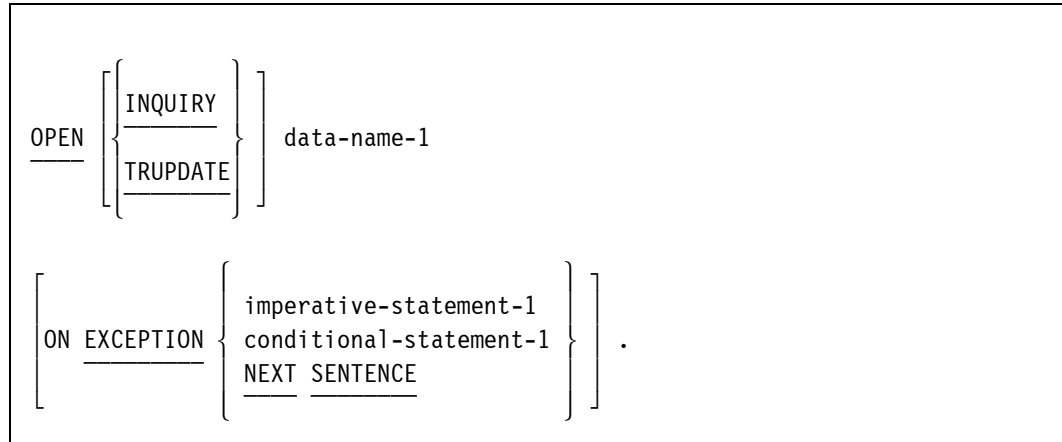 INQUIRY
OPEN data-name-1
TRUPDATE
imperative-statement-1
ON EXCEPTION conditional-statement-1 .
NEXT SENTENCE